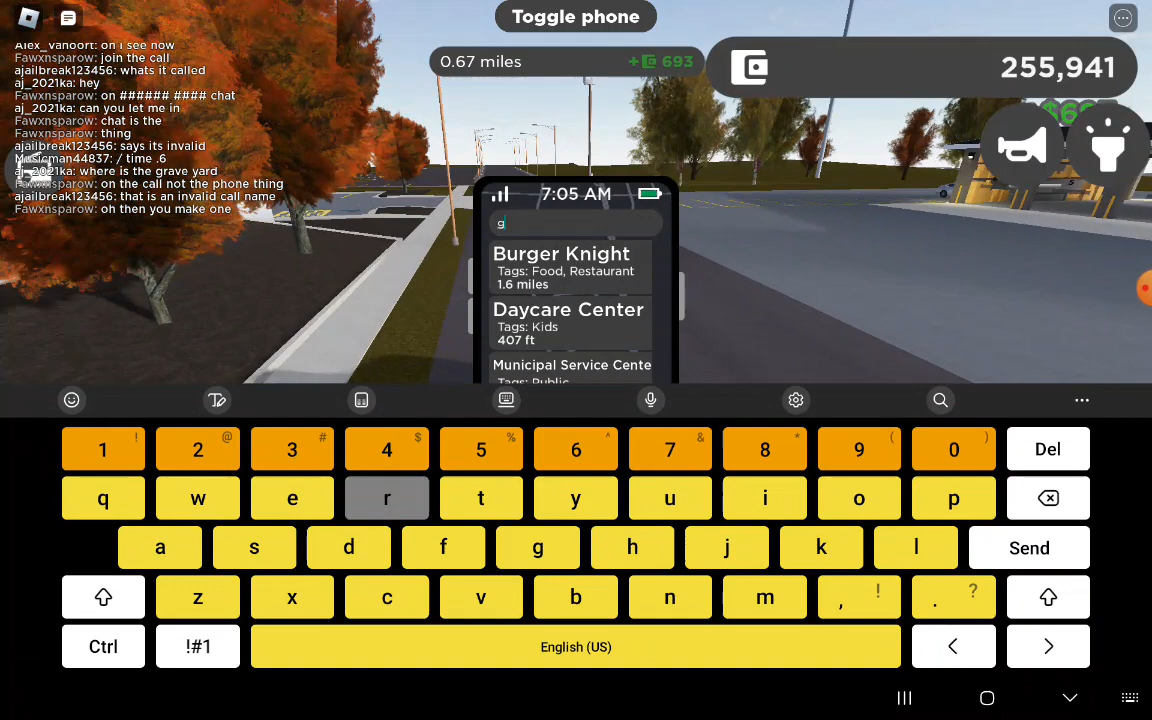 Toggle phone
0.67 miles
+ 693
255,941
Alex_vanoort: oh i see now
Fawxnsparow: join the call
ajailbreak123456: whats it called
aj_2021ka: hey
Fawxnsparow: on ###### #### chat
aj_2021ka: can you let me in
Fawxnsparow: chat is the
Fawxnsparow: thing
ajailbreak123456: says its invalid
Musicman44837: / time .6
aj_2021ka: where is the grave yard
Fawxnsparow: on the call not the phone thing
ajailbreak123456: that is an invalid call name
Fawxnsparow: oh then you make one
7:05 AM
g
Burger Knight
Tags: Food, Restaurant
1.6 miles
Daycare Center
Tags: Kids
407 ft
Municipal Service Cente
Tags: Public
1 ! 2 @ 3 # 4 $ 5 % 6 ^ 7 & 8 * 9 ( 0 ) Del
q w e r t y u i o p
a s d f g h j k l Send
z x c v b n m , ! . ?
Ctrl !#1 English (US) < >